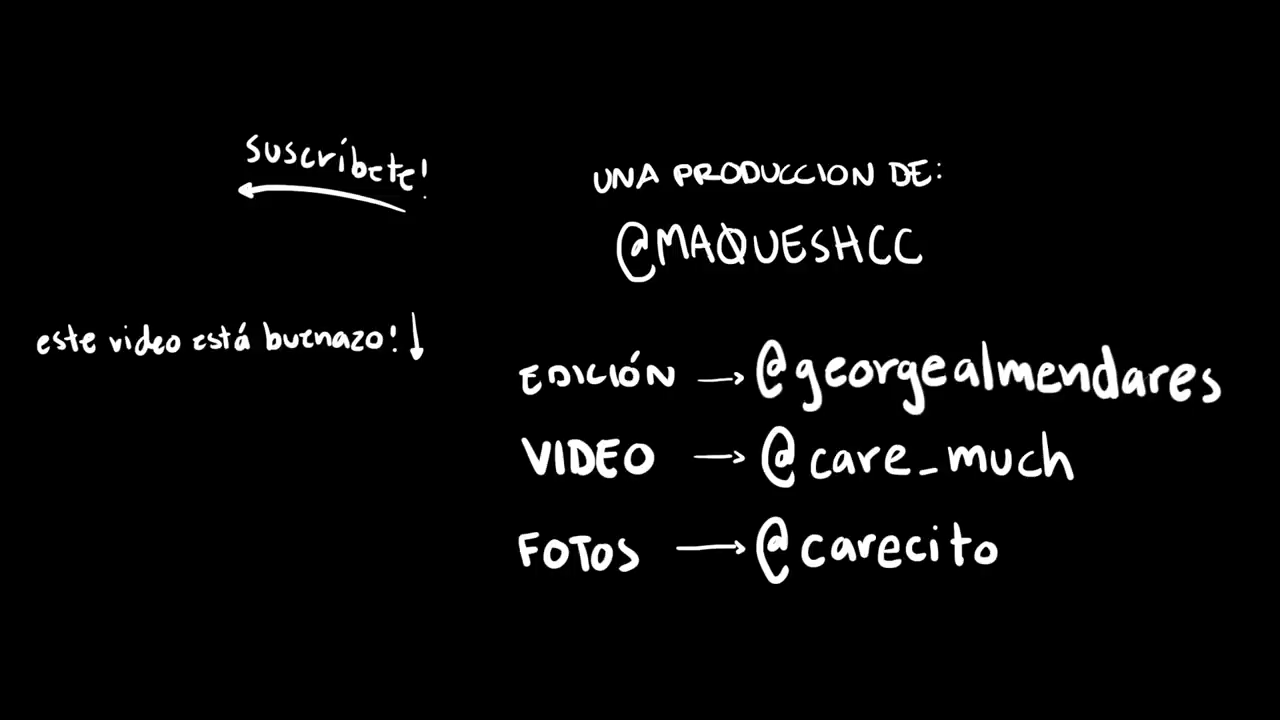 suscríbete!
este video está buenazo!
UNA PRODUCCION DE:
@MAQUESHCC
EDICIÓN → @georgealmendares
VIDEO → @care_much
FOTOS → @carecito